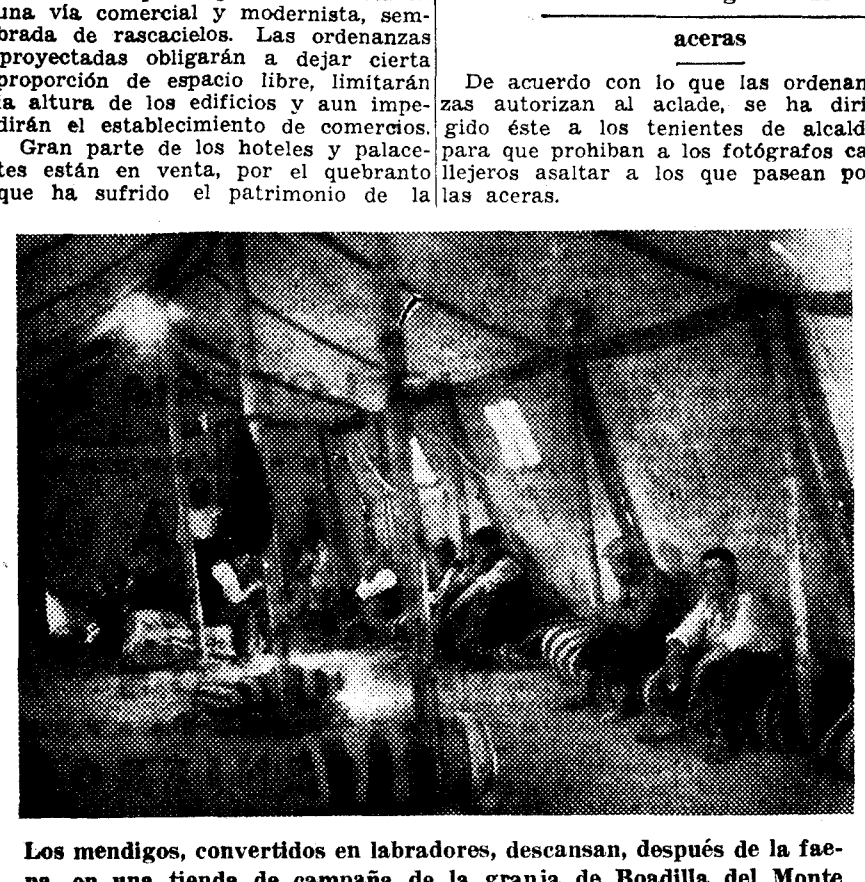 una vía comercial y modernista, sem-
brada de rascacielos. Las ordenanzas
proyectadas obligarán a dejar cierta
proporción de espacio libre, limitarán
la altura de los edificios y aun impe-
dirán el establecimiento de comercios.
Gran parte de los hoteles y palace-
tes están en venta, por el quebranto
que ha sufrido el patrimonio de la
aceras
De acuerdo con lo que las ordenan
zas autorizan al aclade, se ha diri
gido éste a los tenientes de alcald
para que prohiban a los fotógrafos ca
llejeros asaltar a los que pasean po
las aceras.
Los mendigos, convertidos en labradores, descansan, después de la fae-
na, en una tienda de campaña de la granja de Boadilla del Monte